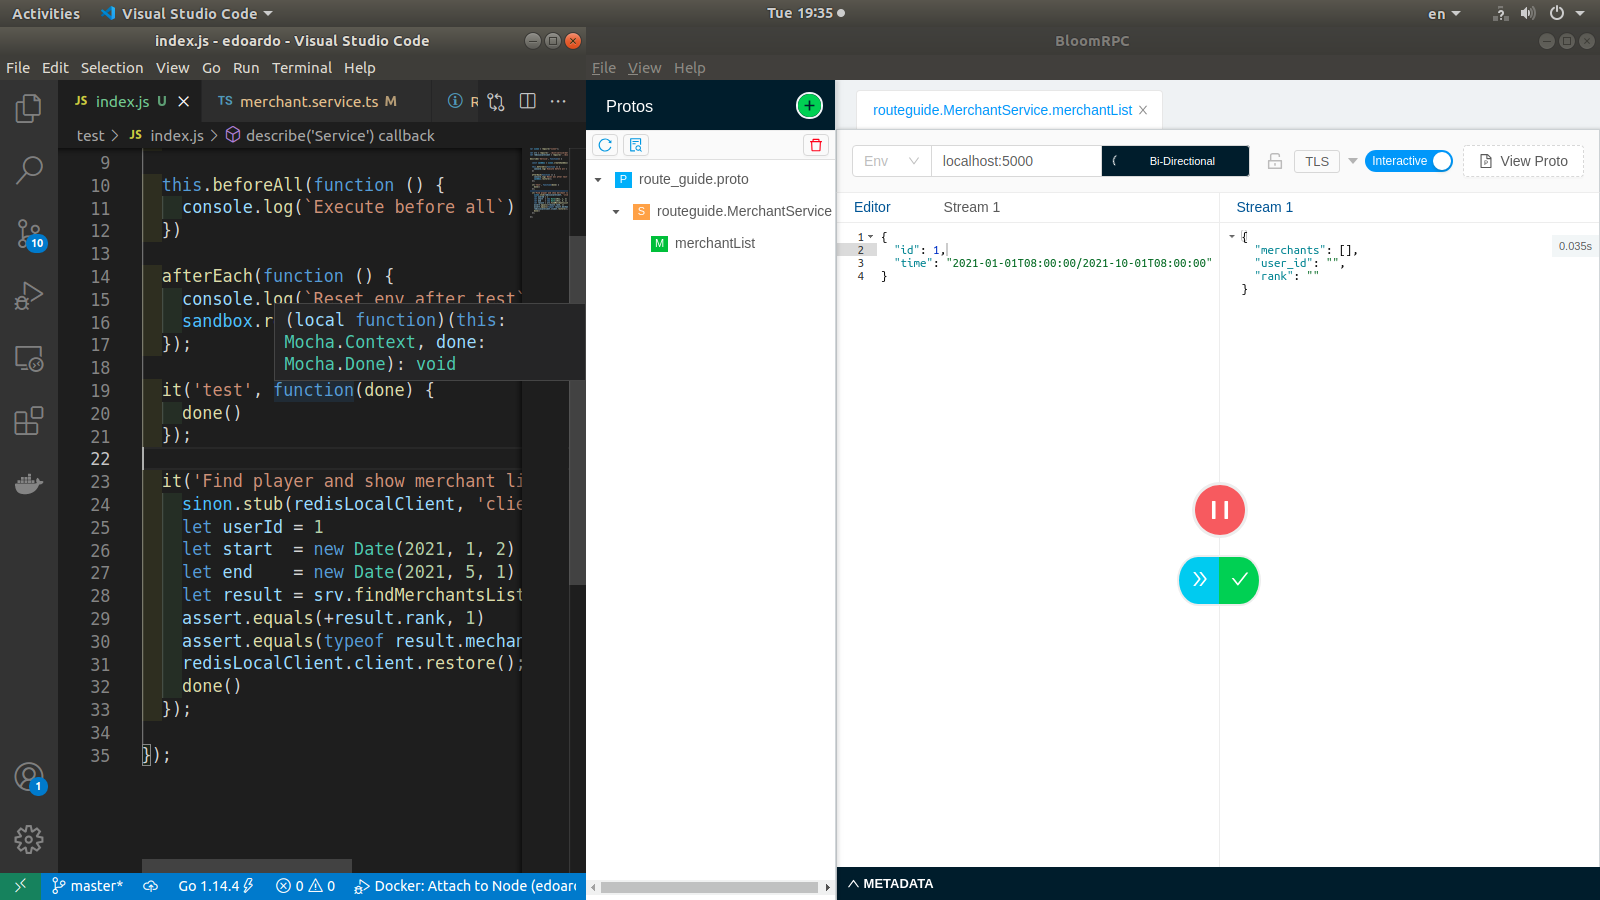 Activities
Visual Studio Code
Tue 19:35
en
index.js - edoardo - Visual Studio Code
BloomRPC
File Edit Selection View Go Run Terminal Help
File View Help
JS index.js U
TS merchant.service.ts M
R
test > JS index.js > describe('Service') callback
9
10 this.beforeAll(function () {
11 console.log(`Execute before all`)
12 })
13
14 afterEach(function () {
15 console.log(`Reset env after test`
16 sandbox.r
17 });
18
(local function)(this:
Mocha.Context, done:
Mocha.Done): void
19 it('test', function(done) {
20 done()
21 });
22
23 it('Find player and show merchant li
24 sinon.stub(redisLocalClient, 'clie
25 let userId = 1
26 let start = new Date(2021, 1, 2)
27 let end = new Date(2021, 5, 1)
28 let result = srv.findMerchantsList
29 assert.equals(+result.rank, 1)
30 assert.equals(typeof result.mechan
31 redisLocalClient.client.restore();
32 done()
33 });
34
35 });
10
1
master*
Go 1.14.4
0
0
Docker: Attach to Node (edoard
Protos
route_guide.proto
P
S routeguide.MerchantService
M merchantList
routeguide.MerchantService.merchantList
Env
localhost:5000
Bi-Directional
TLS
Interactive
View Proto
Editor
Stream 1
Stream 1
1 {
2 "id": 1,
3 "time": "2021-01-01T08:00:00/2021-10-01T08:00:00"
4 }
{
"merchants": [],
"user_id": "",
"rank": ""
}
0.035s
METADATA